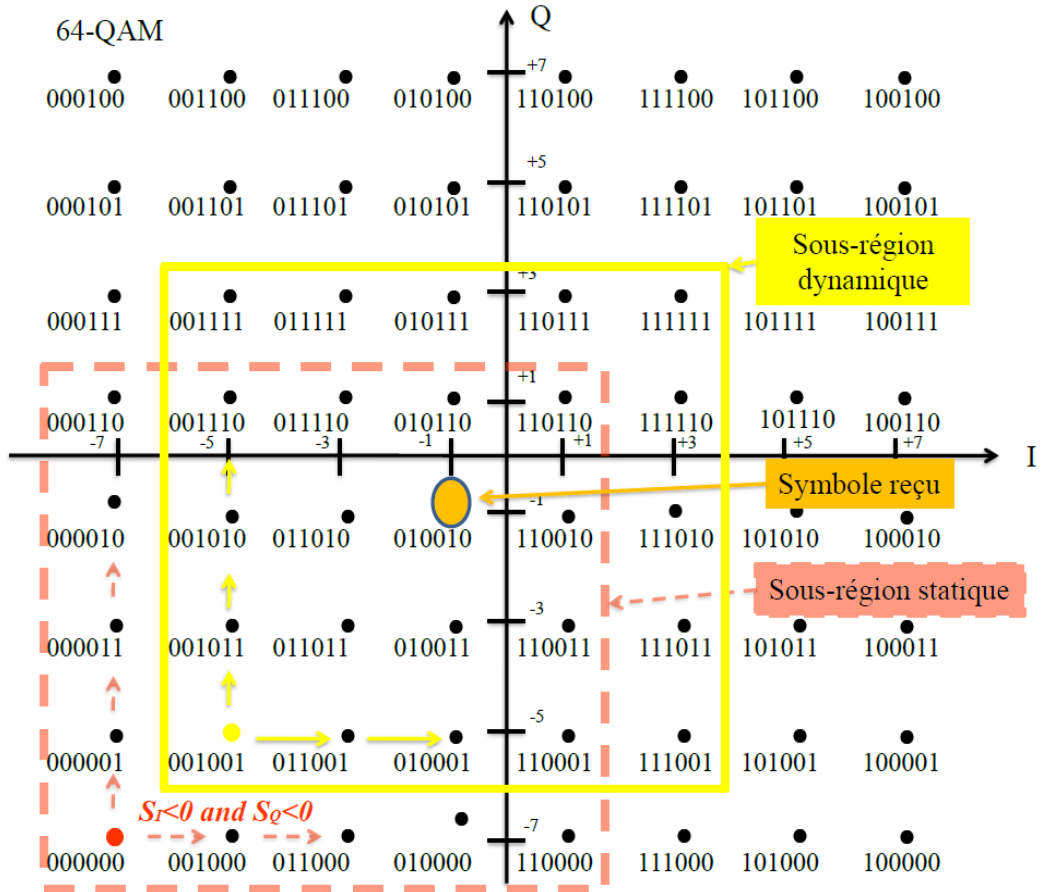 Q
64-QAM
+7
000100 001100 011100 010100 110100 111100 101100 100100
+5
000101 001101 011101 010101 110101 111101 101101 100101
Sous-région
dynamique
+3
000111 001111 011111 010111 110111 111111 101111 100111
+1
000110 001110 011110 010110 110110 111110 101110 100110
-7 -5 -3 -1 +1 +3 +5 +7
I
Symbole reçu
-1
000010 001010 011010 010010 110010 111010 101010 100010
Sous-région statique
-3
000011 001011 011011 010011 110011 111011 101011 100011
-5
000001 001001 011001 010001 110001 111001 101001 100001
SI<0 and SQ<0
-7
000000 001000 011000 010000 110000 111000 101000 100000